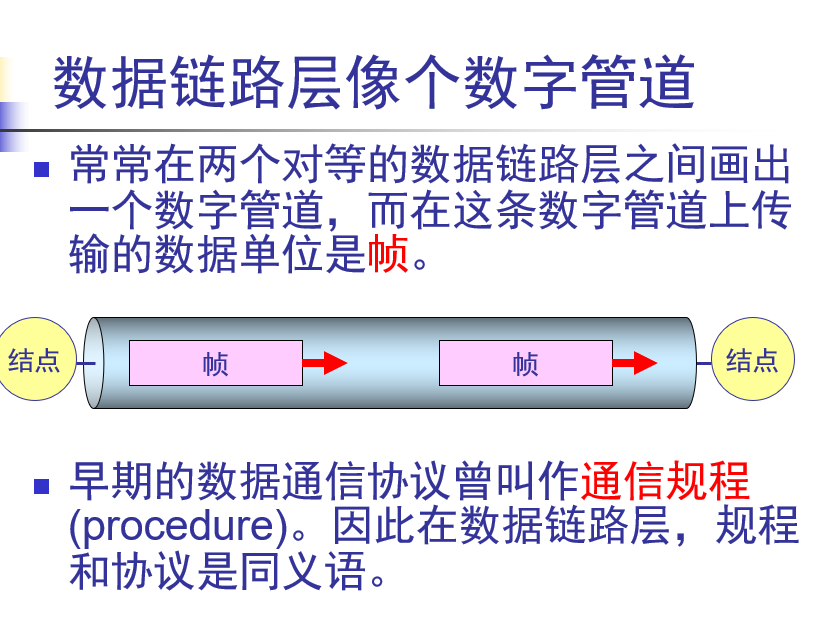 数据链路层像个数字管道
常常在两个对等的数据链路层之间画出
一个数字管道，而在这条数字管道上传
输的数据单位是帧。
结点 帧 帧 结点
早期的数据通信协议曾叫作通信规程
(procedure)。因此在数据链路层，规程
和协议是同义语。